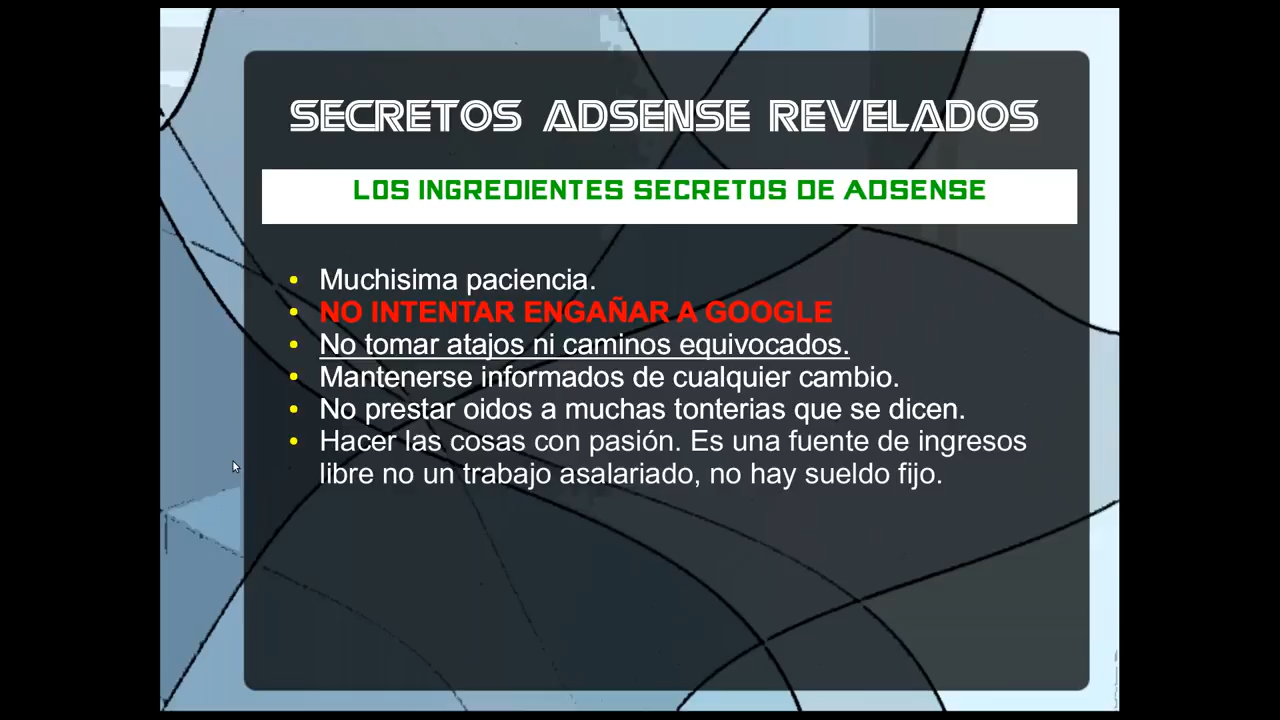 SECRETOS ADSENSE REVELADOS
LOS INGREDIENTES SECRETOS DE ADSENSE
• Muchisima paciencia.
• NO INTENTAR ENGAÑAR A GOOGLE
• No tomar atajos ni caminos equivocados.
• Mantenerse informados de cualquier cambio.
• No prestar oidos a muchas tonterias que se dicen.
• Hacer las cosas con pasión. Es una fuente de ingresos
libre no un trabajo asalariado, no hay sueldo fijo.